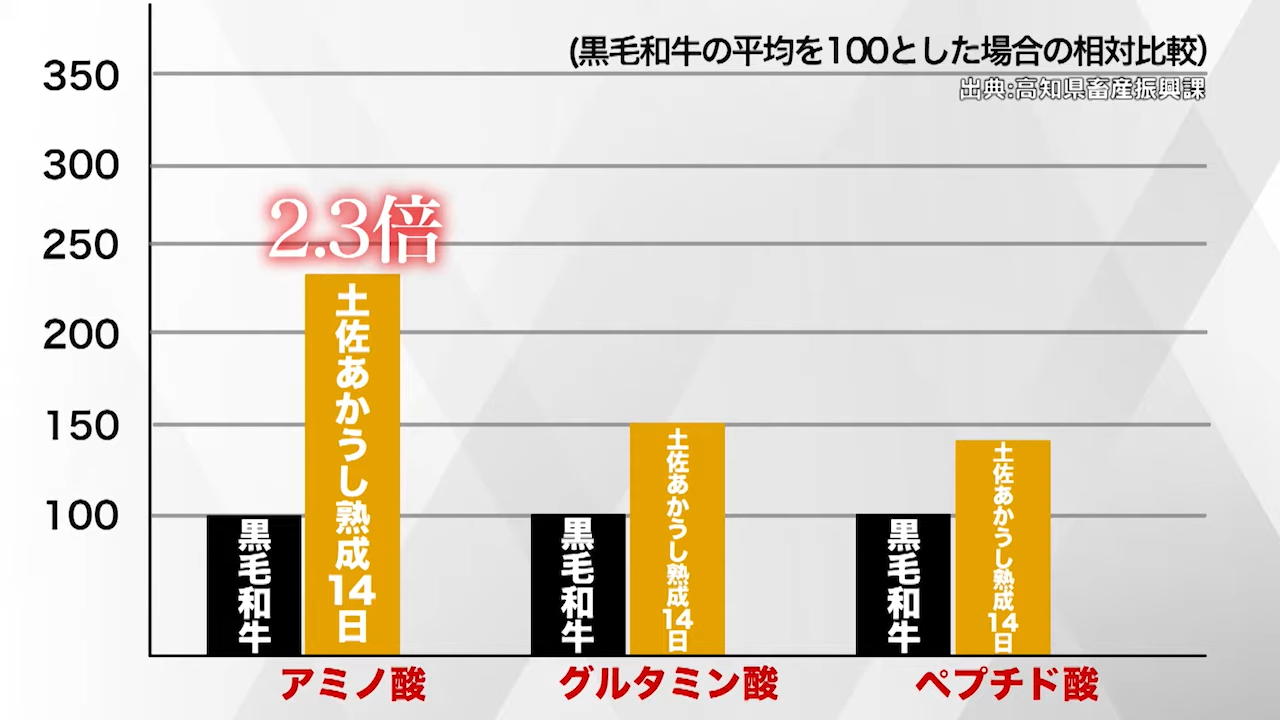 (黒毛和牛の平均を100とした場合の相対比較)
出典:高知県畜産振興課
350
300
250
200
150
100
2.3倍
黒毛和牛
土佐あかうし熟成14日
黒毛和牛
土佐あかうし熟成14日
黒毛和牛
土佐あかうし熟成14日
アミノ酸
グルタミン酸
ペプチド酸